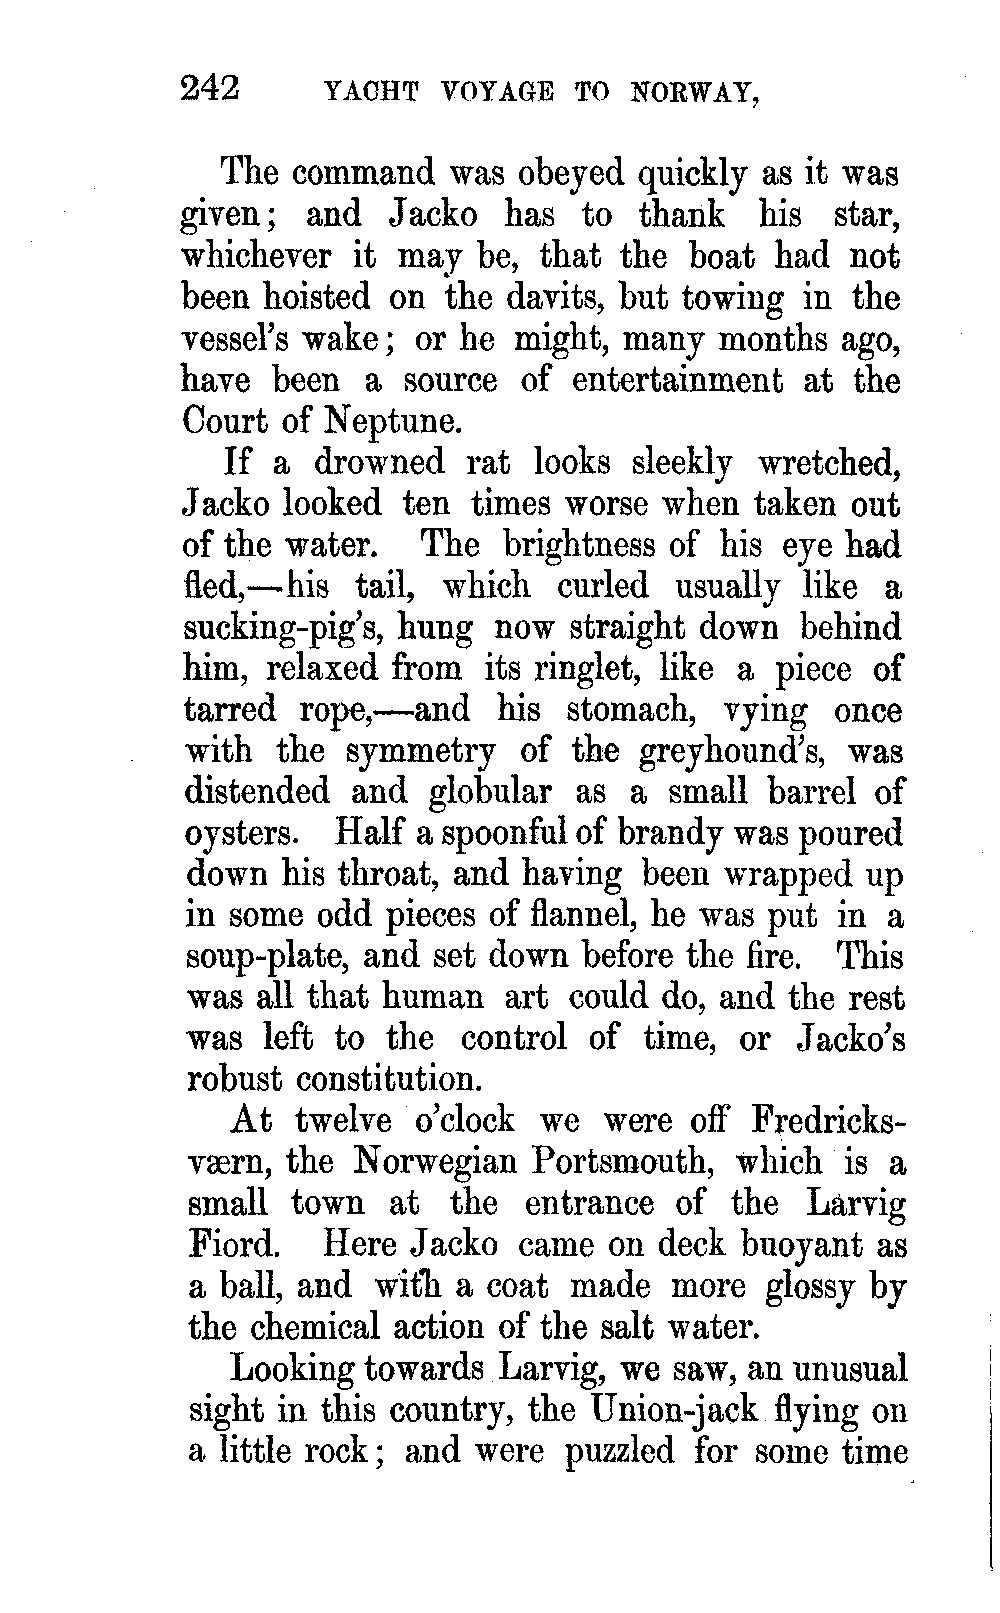 242 YACHT VOYAGE TO NORWAY,
The command was obeyed quickly as it was
given; and Jacko has to thank his star,
whichever it may be, that the boat had not
been hoisted on the davits, but towing in the
vessel's wake; or he might, many months ago,
have been a source of entertainment at the
Court of Neptune.
If a drowned rat looks sleekly wretched,
Jacko looked ten times worse when taken out
of the water. The brightness of his eye had
fled,—his tail, which curled usually like a
sucking-pig's, hung now straight down behind
him, relaxed from its ringlet, like a piece of
tarred rope,—and his stomach, vying once
with the symmetry of the greyhound's, was
distended and globular as a small barrel of
oysters. Half a spoonful of brandy was poured
down his throat, and having been wrapped up
in some odd pieces of flannel, he was put in a
soup-plate, and set down before the fire. This
was all that human art could do, and the rest
was left to the control of time, or Jacko's
robust constitution.
At twelve o'clock we were off Fredricks-
værn, the Norwegian Portsmouth, which is a
small town at the entrance of the Larvig
Fiord. Here Jacko came on deck buoyant as
a ball, and with a coat made more glossy by
the chemical action of the salt water.
Looking towards Larvig, we saw, an unusual
sight in this country, the Union-jack flying on
a little rock; and were puzzled for some time